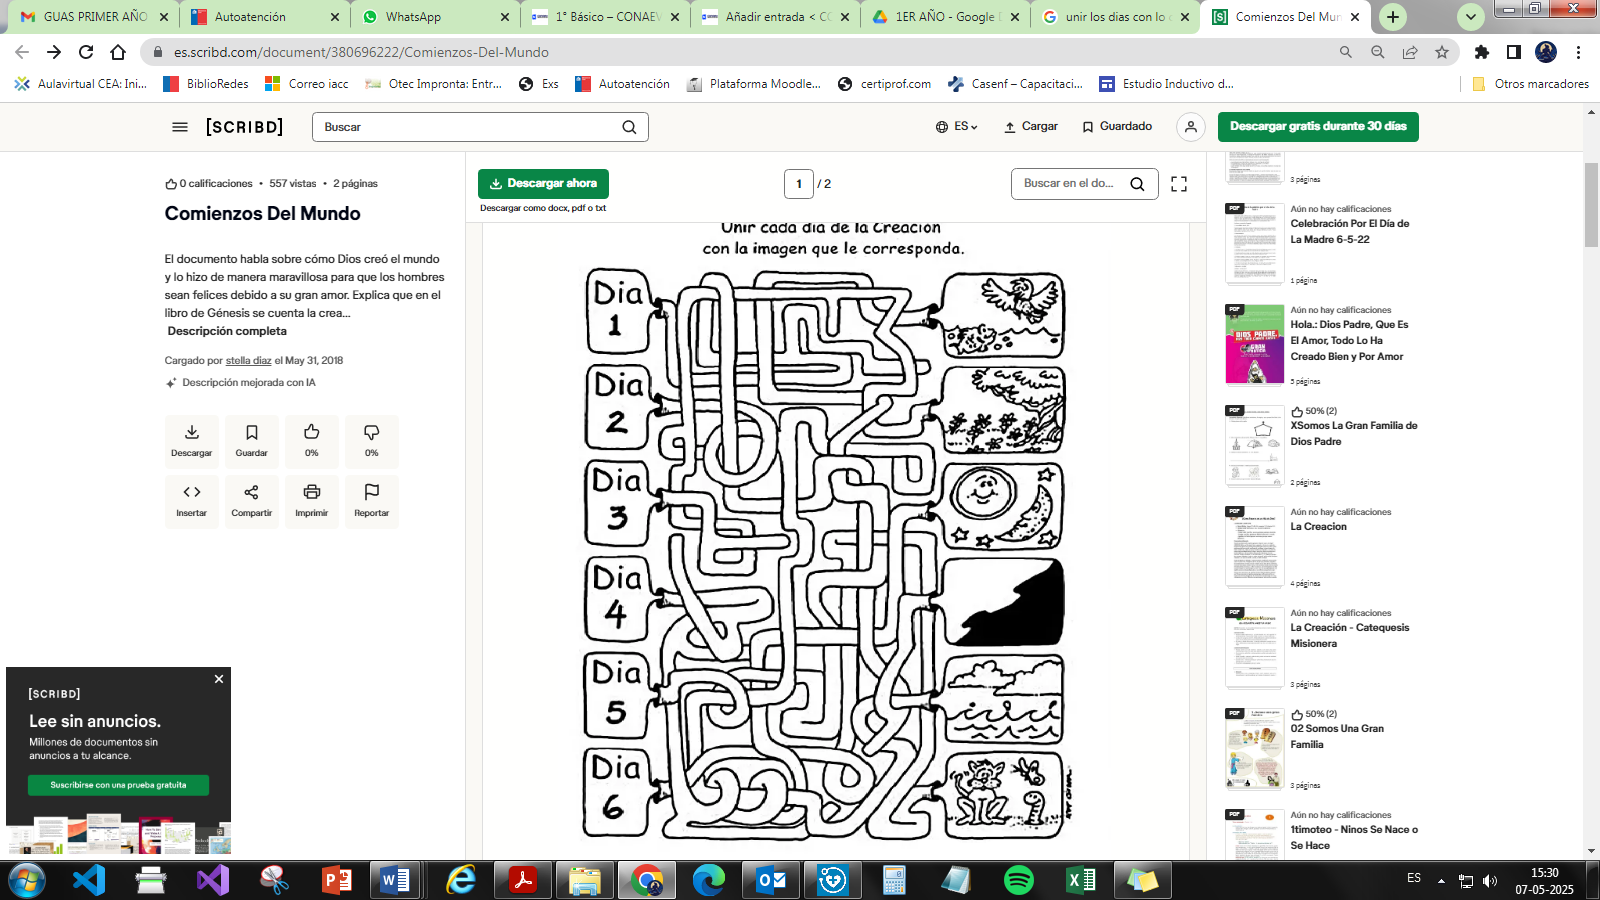 GUAS PRIMER AÑO
Autoatención
WhatsApp
1° Básico – CONAEV
Añadir entrada < CO
1ER AÑO - Google D
unir los dias con lo c
Comienzos Del Mun
es.scribd.com/document/380696222/Comienzos-Del-Mundo
Aulavirtual CEA: Ini...
BiblioRedes
Correo iacc
Otec Impronta: Entr...
Exs
Autoatención
Plataforma Moodle...
certiprof.com
Casenf – Capacitaci...
Estudio Inductivo d...
Otros marcadores
[SCRIBD]
Buscar
ES
Cargar
Guardado
Descargar gratis durante 30 días
0 calificaciones • 557 vistas • 2 páginas
Comienzos Del Mundo
El documento habla sobre cómo Dios creó el mundo
y lo hizo de manera maravillosa para que los hombres
sean felices debido a su gran amor. Explica que en el
libro de Génesis se cuenta la crea...
Descripción completa
Cargado por stella diaz el May 31, 2018
Descripción mejorada con IA
Descargar
Guardar
0%
0%
Insertar
Compartir
Imprimir
Reportar
[SCRIBD]
Lee sin anuncios.
Millones de documentos sin
anuncios a tu alcance.
Suscribirse con una prueba gratuita
Descargar ahora
Descargar como docx, pdf o txt
1 / 2
Buscar en el do...
Unir cada día de la Creación
con la imagen que le corresponda.
Dia
1
Dia
2
Dia
3
Dia
4
Dia
5
Dia
6
3 páginas
PDF
Aún no hay calificaciones
Celebración Por El Día de
La Madre 6-5-22
1 página
PDF
Aún no hay calificaciones
Hola.: Dios Padre, Que Es
El Amor, Todo Lo Ha
Creado Bien y Por Amor
DIOS PADRE
5 páginas
PDF
50% (2)
XSomos La Gran Familia de
Dios Padre
2 páginas
PDF
Aún no hay calificaciones
La Creacion
4 páginas
PDF
Aún no hay calificaciones
La Creación - Catequesis
Misionera
3 páginas
PDF
50% (2)
02 Somos Una Gran
Familia
3 páginas
PDF
Aún no hay calificaciones
1timoteo - Ninos Se Nace o
Se Hace
ES
15:30
07-05-2025